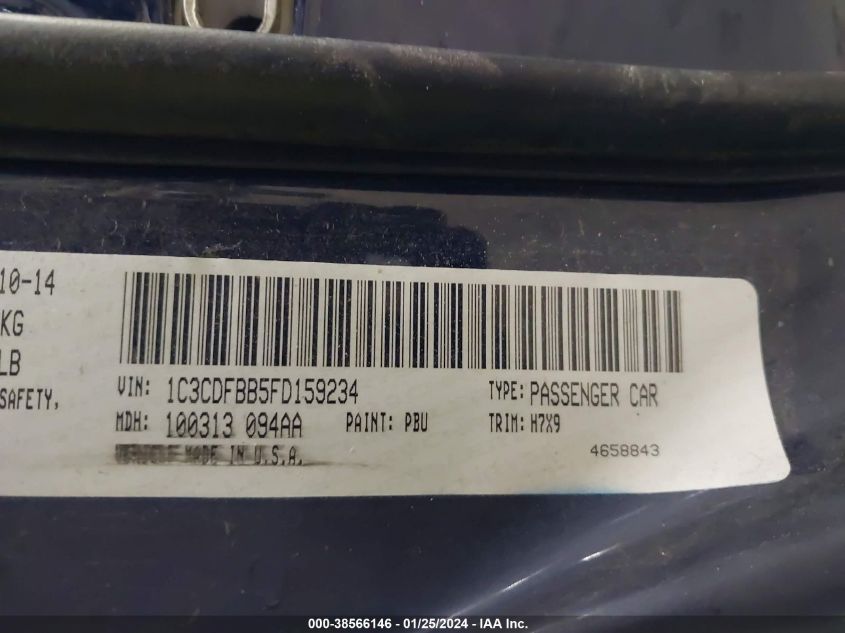 10-14
KG
LB
SAFETY,
VIN: 1C3CDFBB5FD159234 TYPE: PASSENGER CAR
MDH: 100313 094AA PAINT: PBU TRIM: H7X9
VEHICLE MADE IN U.S.A. 4658843
000-38566146 - 01/25/2024 - IAA Inc.